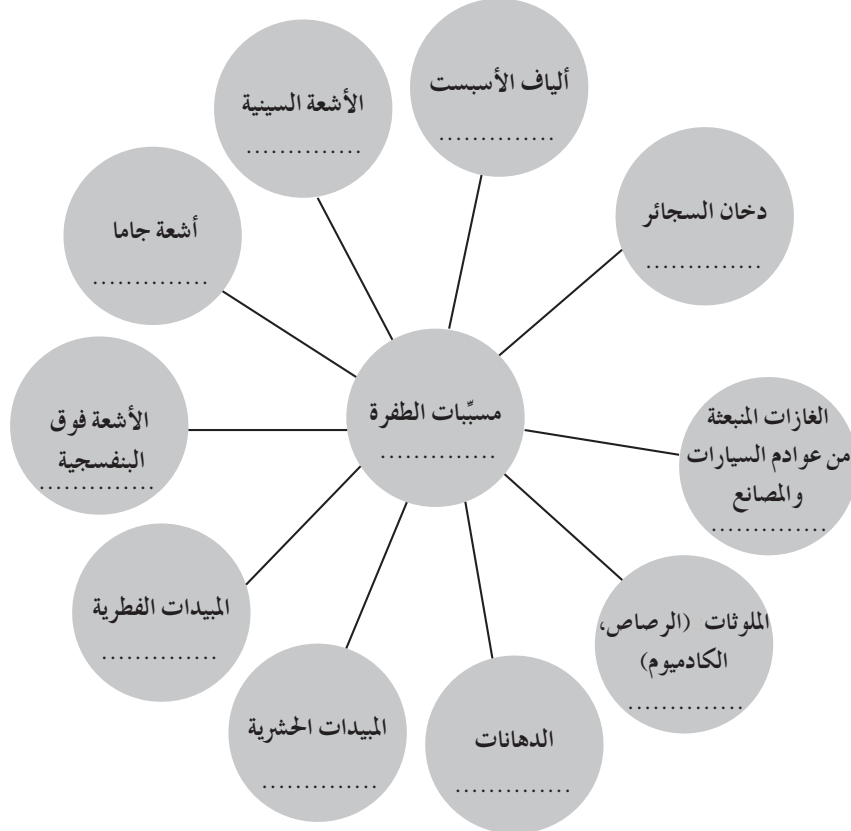 ألياف الأسبست
..............
الأشعة السينية
..............
دخان السجائر
..............
أشعة جاما
..............
مسبِّبات الطفرة
..............
الغازات المنبعثة
من عوادم السيارات
والمصانع
..............
الأشعة فوق
البنفسجية
..............
الملوثات (الرصاص،
الكادميوم)
..............
المبيدات الفطرية
..............
الدهانات
..............
المبيدات الحشرية
..............